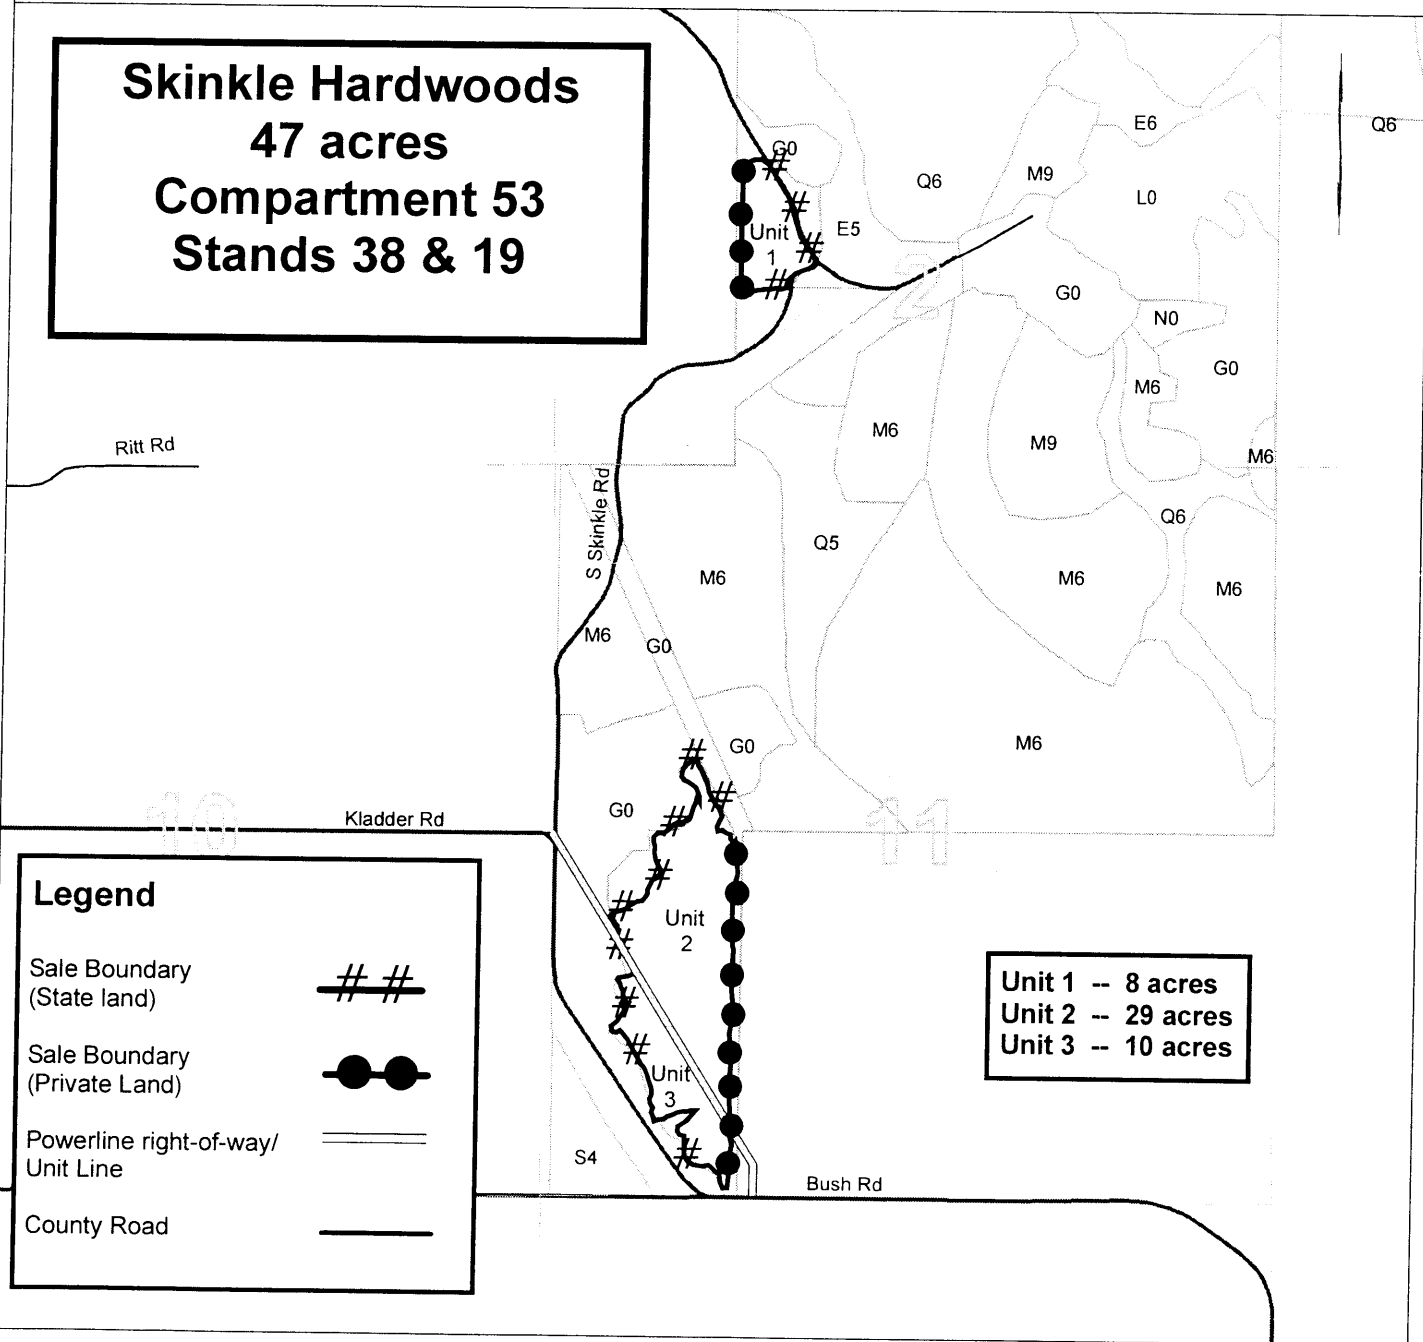 Skinkle Hardwoods
47 acres
Compartment 53
Stands 38 & 19
G0
Unit
1
E5
Q6
M9
E6
L0
Q6
2
G0
N0
G0
M6
M6
M9
M6
Q6
Ritt Rd
S Skinkle Rd
M6
Q5
M6
M6
M6
G0
M6
G0
G0
10
Kladder Rd
11
Unit
2
Unit
3
S4
Bush Rd
Legend
Sale Boundary
(State land)
Sale Boundary
(Private Land)
Powerline right-of-way/
Unit Line
County Road
Unit 1 -- 8 acres
Unit 2 -- 29 acres
Unit 3 -- 10 acres